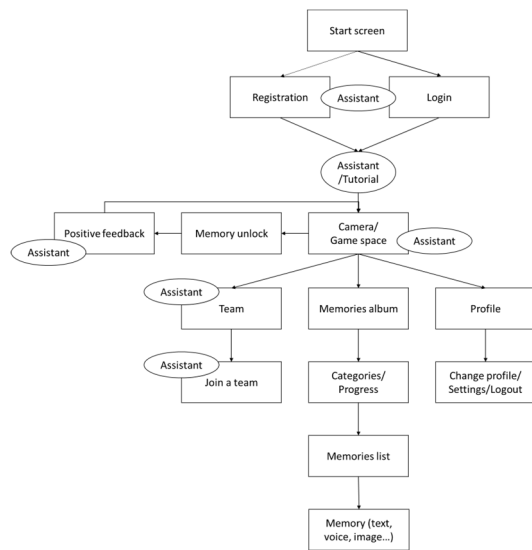 Start screen
Registration
Assistant
Login
Assistant
/Tutorial
Positive feedback
Memory unlock
Camera/
Game space
Assistant
Assistant
Assistant
Team
Memories album
Profile
Assistant
Join a team
Categories/
Progress
Change profile/
Settings/Logout
Memories list
Memory (text,
voice, image...)